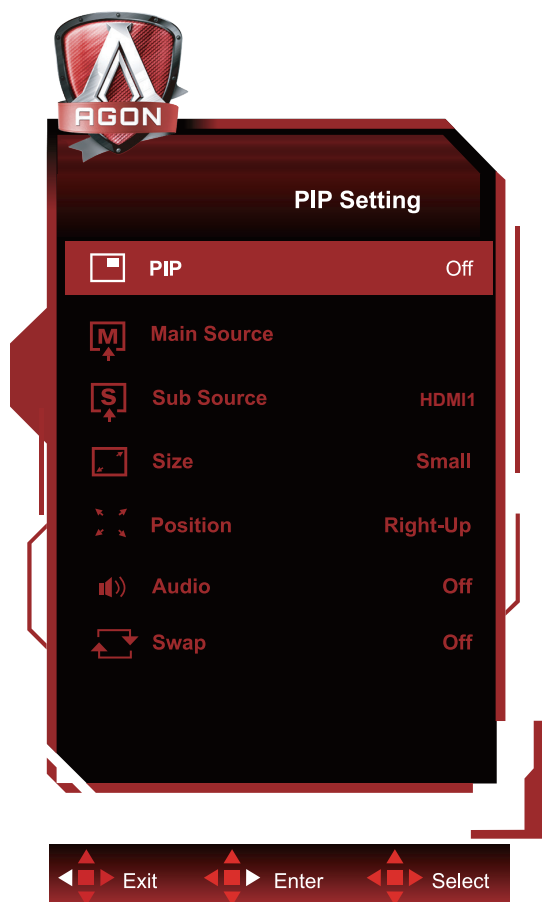 AGON
PIP Setting
PIP Off
M Main Source
S Sub Source HDMI1
Size Small
Position Right-Up
Audio Off
Swap Off
Exit Enter Select